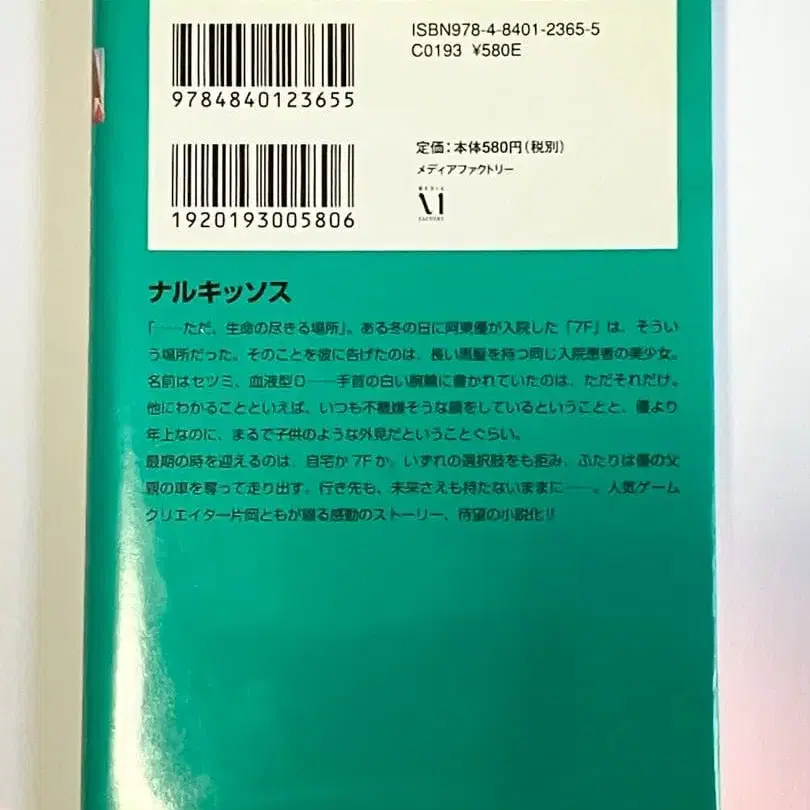 ISBN978-4-8401-2365-5
C0193 ¥580E
9784840123655
定価:本体580円(税別)
メディアファクトリー
1920193005806
ナルキッソス
「――ただ、生命の尽きる場所」。ある冬の日に阿東優が入院した「7F」は、そうい
う場所だった。そのことを彼に告げたのは、長い黒髪を持つ同じ入院患者の美少女。
名前はセツミ、血液型O――手首の白い腕輪に書かれていたのは、ただそれだけ。
他にわかることといえば、いつも不機嫌そうな顔をしているということと、優より
年上なのに、まるで子供のような外見だということぐらい。
最期の時を迎えるのは、自宅か7Fか。いずれの選択肢をも拒み、ふたりは優の父
親の車を奪って走り出す。行き先も、未来さえも持たないままに――。人気ゲーム
クリエイター片岡ともが綴る感動のストーリー、待望の小説化!!